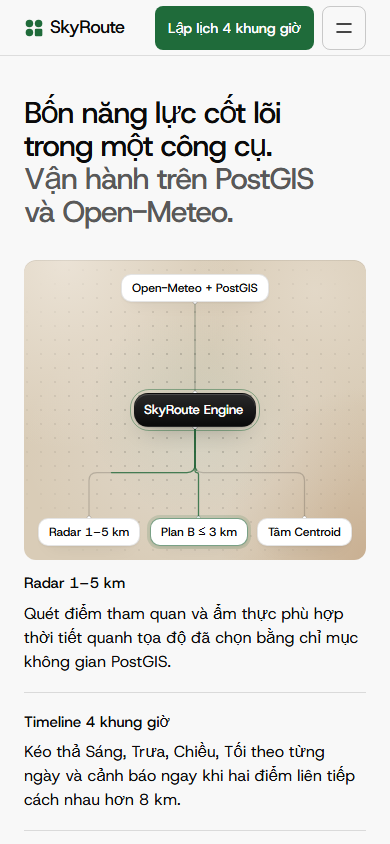 SkyRoute
Lập lịch 4 khung giờ
Bốn năng lực cốt lõi
trong một công cụ.
Vận hành trên PostGIS
và Open-Meteo.
Open-Meteo + PostGIS
SkyRoute Engine
Radar 1–5 km
Plan B ≤ 3 km
Tâm Centroid
Radar 1–5 km
Quét điểm tham quan và ẩm thực phù hợp
thời tiết quanh tọa độ đã chọn bằng chỉ mục
không gian PostGIS.
Timeline 4 khung giờ
Kéo thả Sáng, Trưa, Chiều, Tối theo từng
ngày và cảnh báo ngay khi hai điểm liên tiếp
cách nhau hơn 8 km.